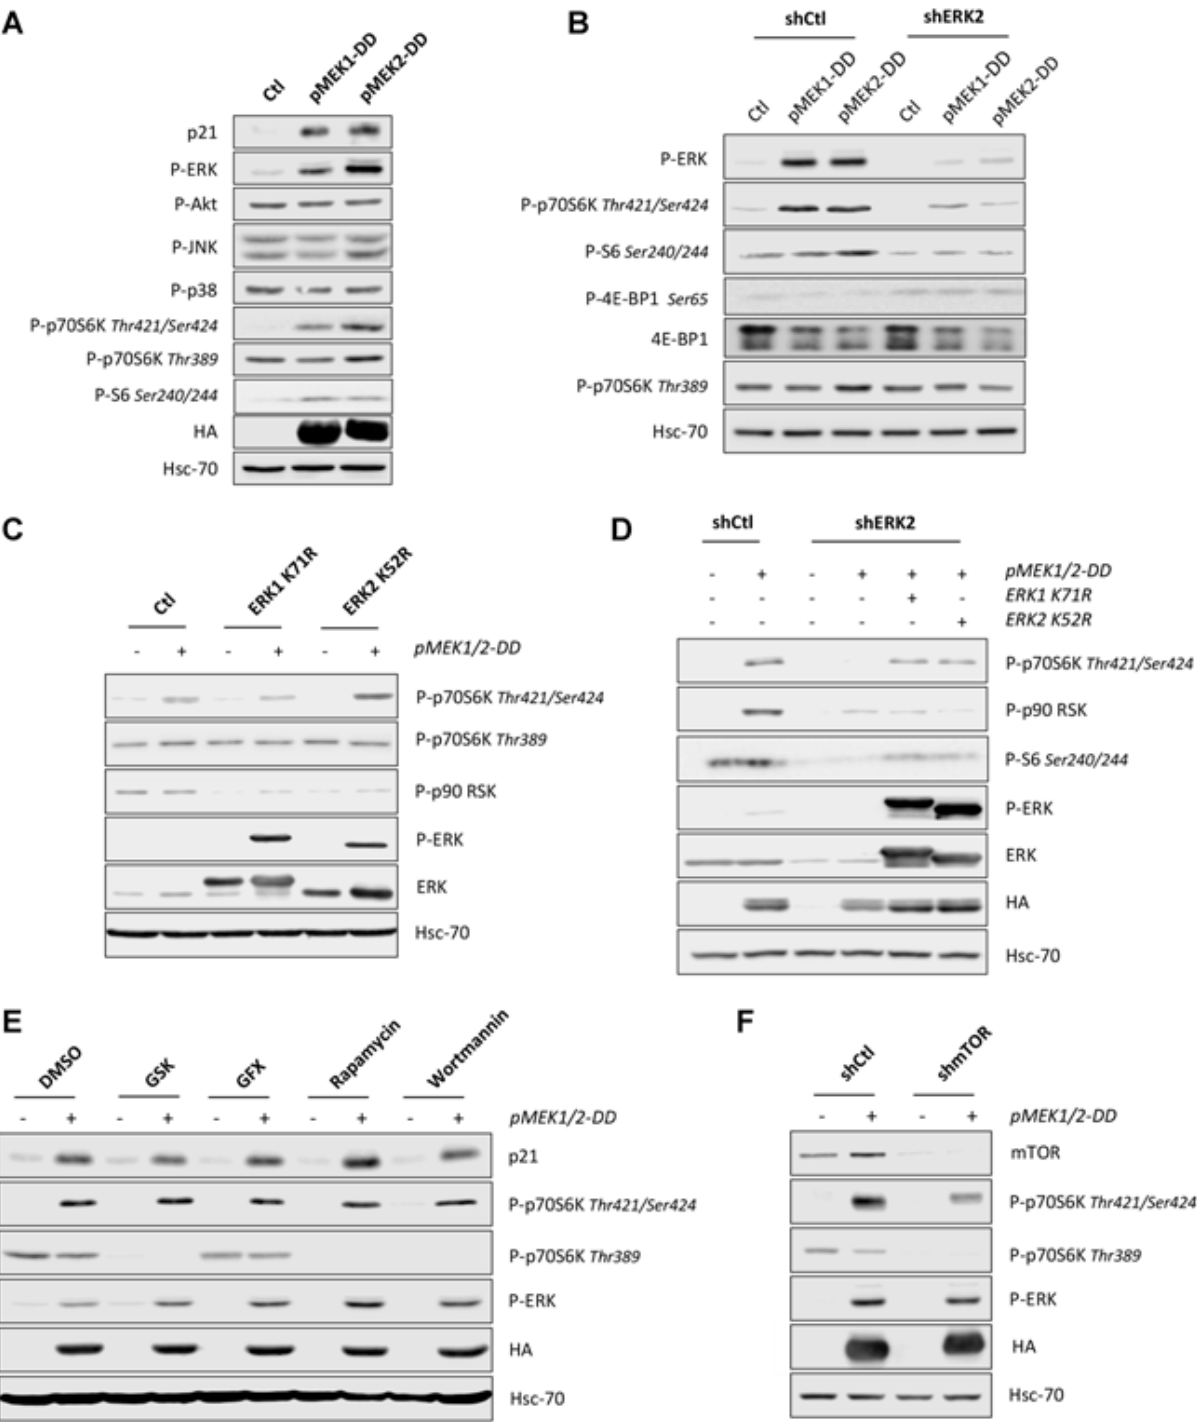 A
Ctl
pMEK1-DD
pMEK2-DD
p21
P-ERK
P-Akt
P-JNK
P-p38
P-p70S6K Thr421/Ser424
P-p70S6K Thr389
P-S6 Ser240/244
HA
Hsc-70
B
shCtl shERK2
Ctl
pMEK1-DD
pMEK2-DD
Ctl
pMEK1-DD
pMEK2-DD
P-ERK
P-p70S6K Thr421/Ser424
P-S6 Ser240/244
P-4E-BP1 Ser65
4E-BP1
P-p70S6K Thr389
Hsc-70
C
Ctl
ERK1 K71R
ERK2 K52R
- + - + - + pMEK1/2-DD
P-p70S6K Thr421/Ser424
P-p70S6K Thr389
P-p90 RSK
P-ERK
ERK
Hsc-70
D
shCtl shERK2
- + - + + + pMEK1/2-DD
- - - - + - ERK1 K71R
- - - - - + ERK2 K52R
P-p70S6K Thr421/Ser424
P-p90 RSK
P-S6 Ser240/244
P-ERK
ERK
HA
Hsc-70
E
DMSO
GSK
GFX
Rapamycin
Wortmannin
- + - + - + - + - + pMEK1/2-DD
p21
P-p70S6K Thr421/Ser424
P-p70S6K Thr389
P-ERK
HA
Hsc-70
F
shCtl
shmTOR
- + - + pMEK1/2-DD
mTOR
P-p70S6K Thr421/Ser424
P-p70S6K Thr389
P-ERK
HA
Hsc-70